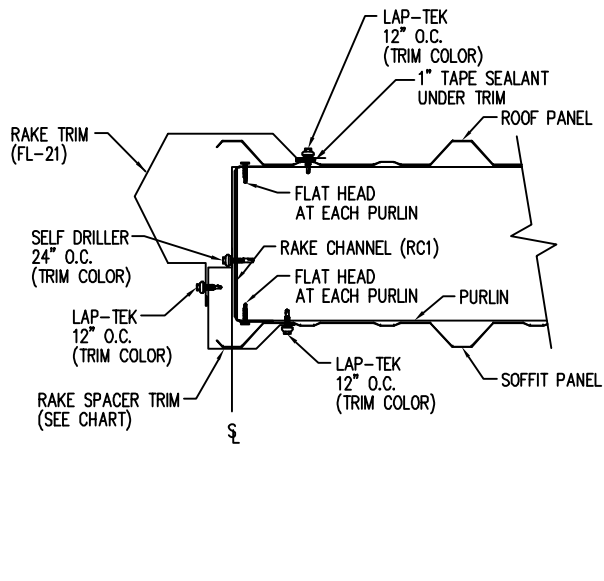 LAP-TEK
12" O.C.
(TRIM COLOR)
1" TAPE SEALANT
UNDER TRIM
ROOF PANEL
RAKE TRIM
(FL-21)
FLAT HEAD
AT EACH PURLIN
SELF DRILLER
24" O.C.
(TRIM COLOR)
RAKE CHANNEL (RC1)
FLAT HEAD
AT EACH PURLIN
PURLIN
LAP-TEK
12" O.C.
(TRIM COLOR)
LAP-TEK
12" O.C.
(TRIM COLOR)
SOFFIT PANEL
RAKE SPACER TRIM
(SEE CHART)
SL